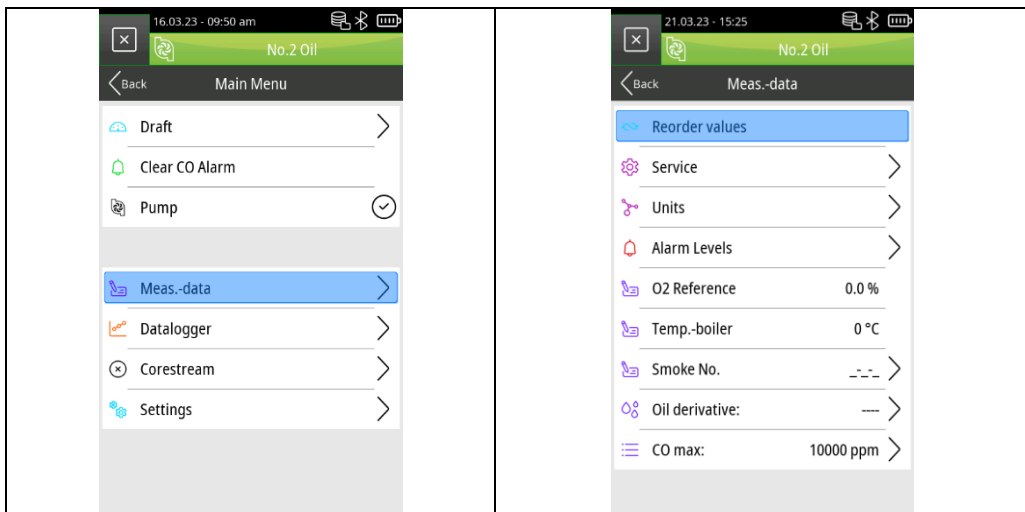 16.03.23 - 09:50 am
No.2 Oil
Back Main Menu
Draft
Clear CO Alarm
Pump
Meas.-data
Datalogger
Corestream
Settings
21.03.23 - 15:25
No.2 Oil
Back Meas.-data
Reorder values
Service
Units
Alarm Levels
O2 Reference 0.0 %
Temp.-boiler 0 °C
Smoke No. _-_-_
Oil derivative: ----
CO max: 10000 ppm